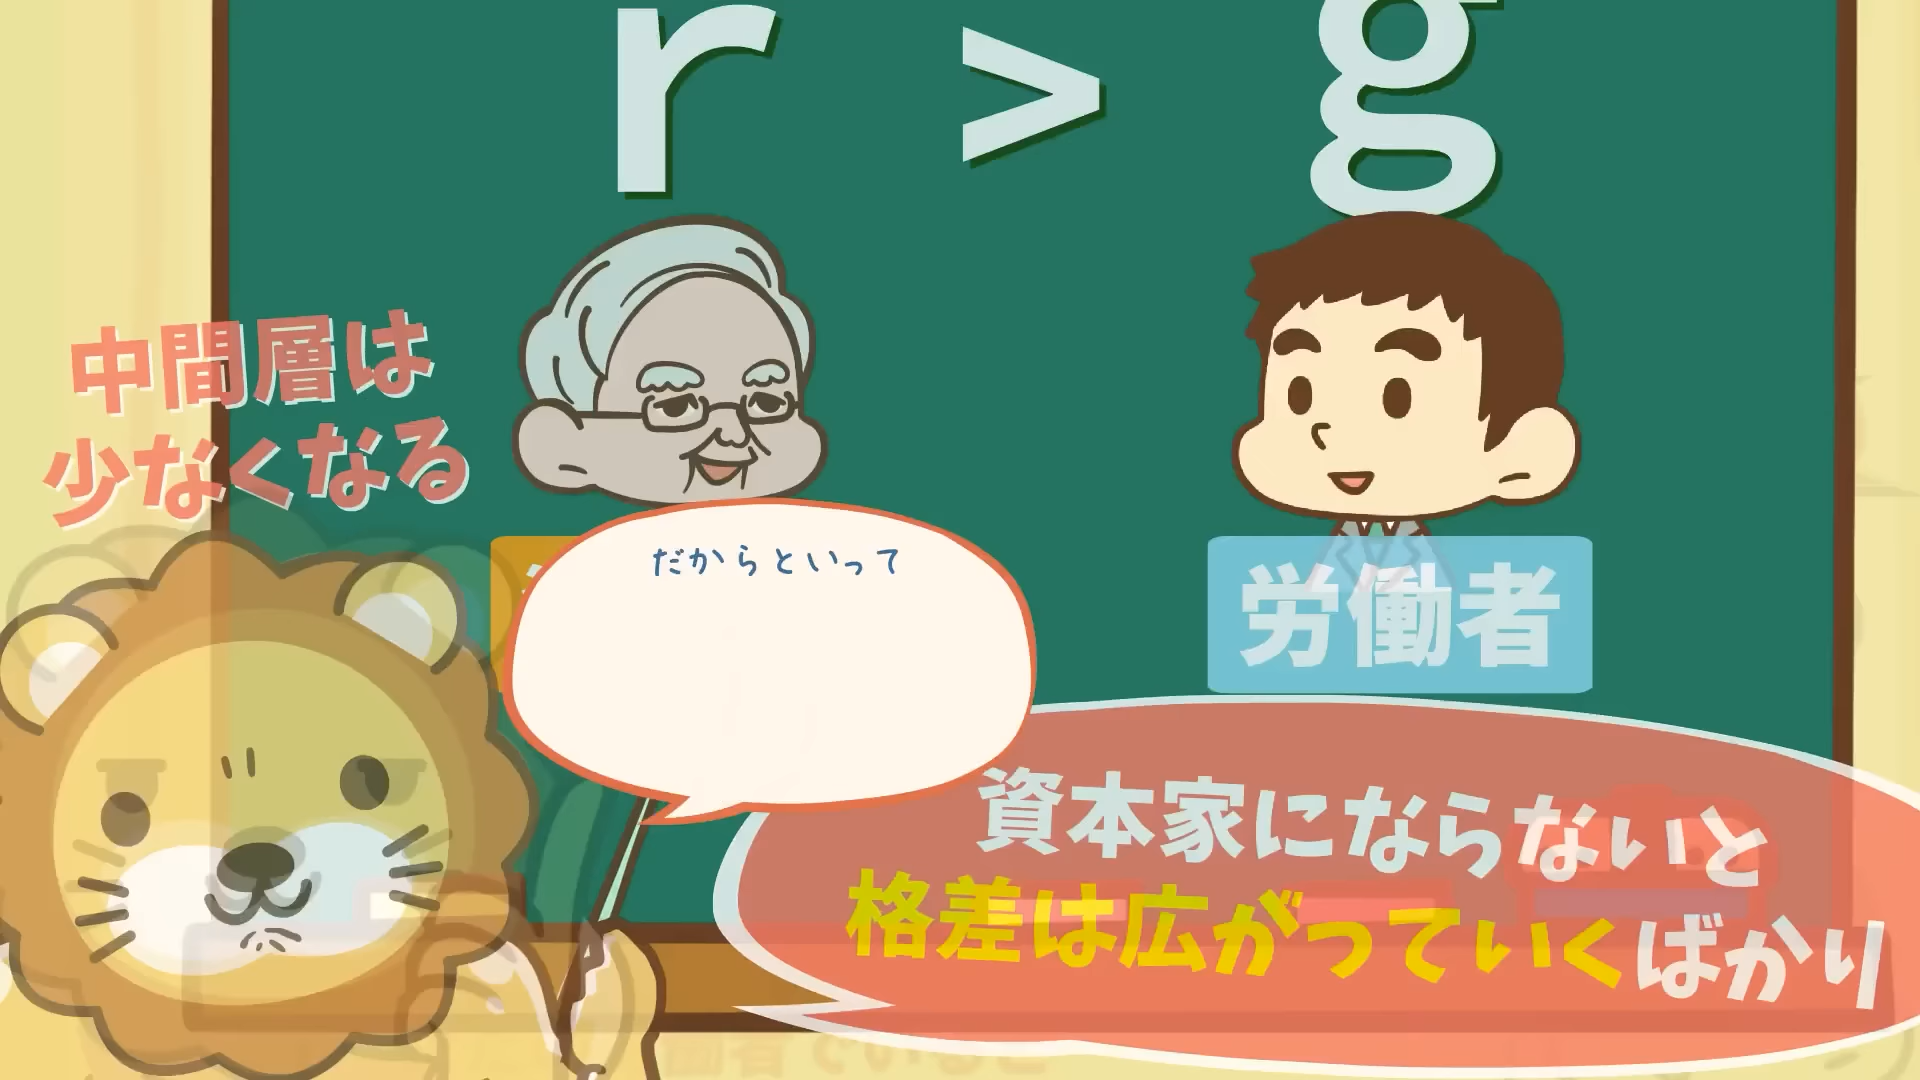 r > g
中間層は
少なくなる
だからといって
労働者
資本家にならないと
格差は広がっていくばかり